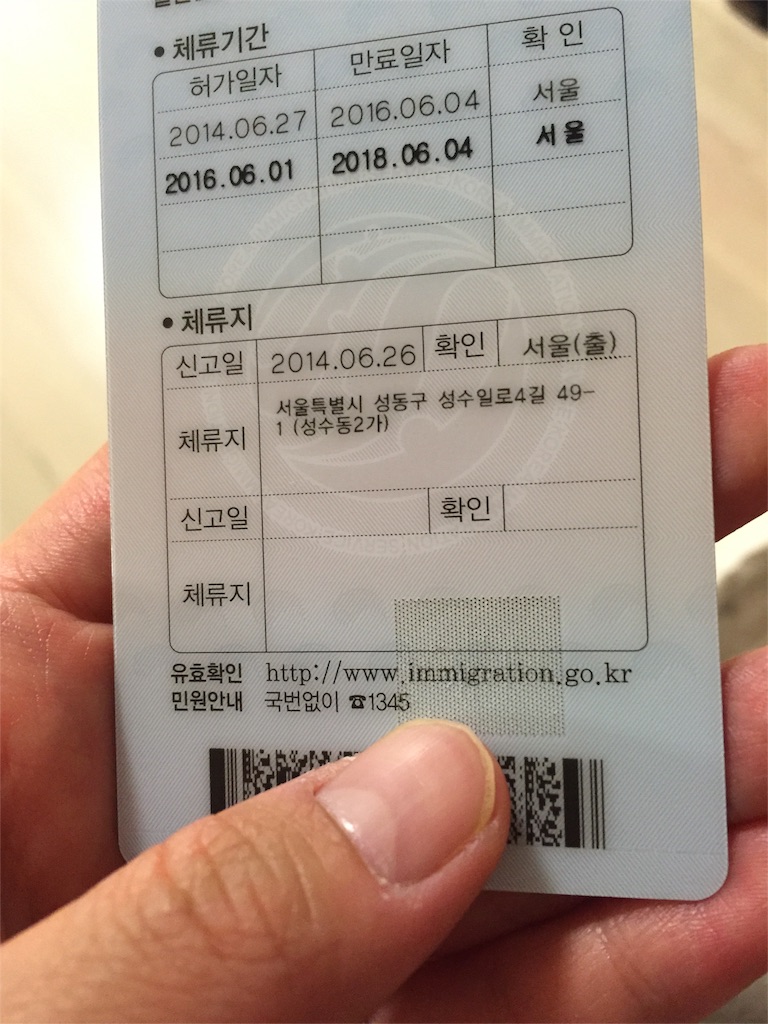 • 체류기간
허가일자 만료일자 확 인
2014.06.27 2016.06.04 서울
2016.06.01 2018.06.04 서울
• 체류지
신고일 2014.06.26 확인 서울(출)
체류지 서울특별시 성동구 성수일로4길 49-
1 (성수동2가)
신고일 확인
체류지
유효확인 http://www.immigration.go.kr
민원안내 국번없이 ☎1345